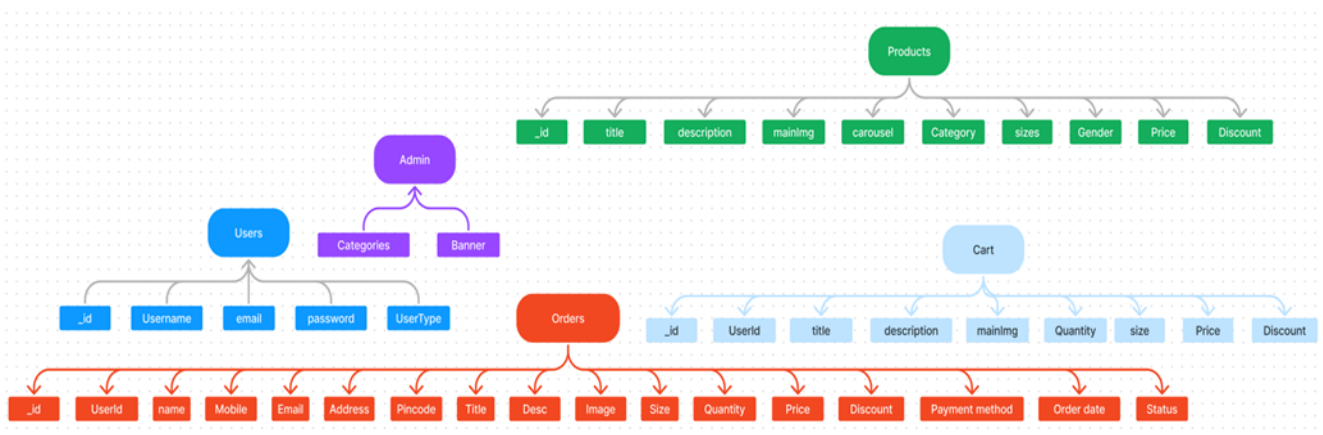 Products
_id
title
description
mainImg
carousel
Category
sizes
Gender
Price
Discount
Admin
Categories
Banner
Users
_id
Username
email
password
UserType
Cart
_id
UserId
title
description
mainImg
Quantity
size
Price
Discount
Orders
_id
UserId
name
Mobile
Email
Address
Pincode
Title
Desc
Image
Size
Quantity
Price
Discount
Payment method
Order date
Status